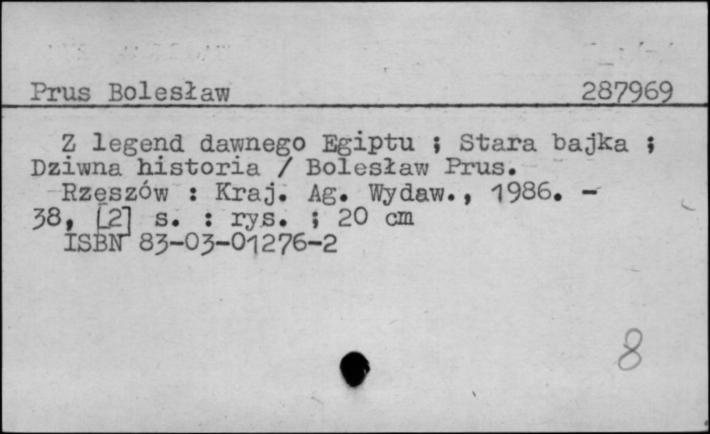 Prus Bolesław 287969
Z legend dawnego Egiptu ; Stara bajka ;
Dziwna historia / Bolesław Prus.
Rzeszów : Kraj. Ag. Wydaw., 1986. -
38, [2] s. : rys. ; 20 cm
ISBN 83-03-01276-2
8